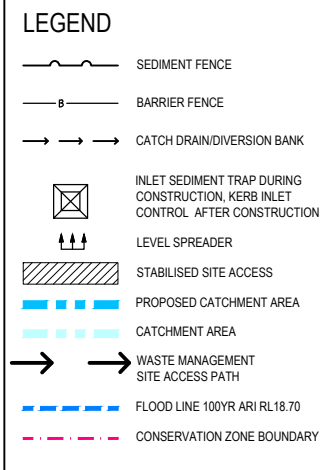 LEGEND
SEDIMENT FENCE
B
BARRIER FENCE
CATCH DRAIN/DIVERSION BANK
INLET SEDIMENT TRAP DURING
CONSTRUCTION, KERB INLET
CONTROL AFTER CONSTRUCTION
LEVEL SPREADER
STABILISED SITE ACCESS
PROPOSED CATCHMENT AREA
CATCHMENT AREA
WASTE MANAGEMENT
SITE ACCESS PATH
FLOOD LINE 100YR ARI RL18.70
CONSERVATION ZONE BOUNDARY